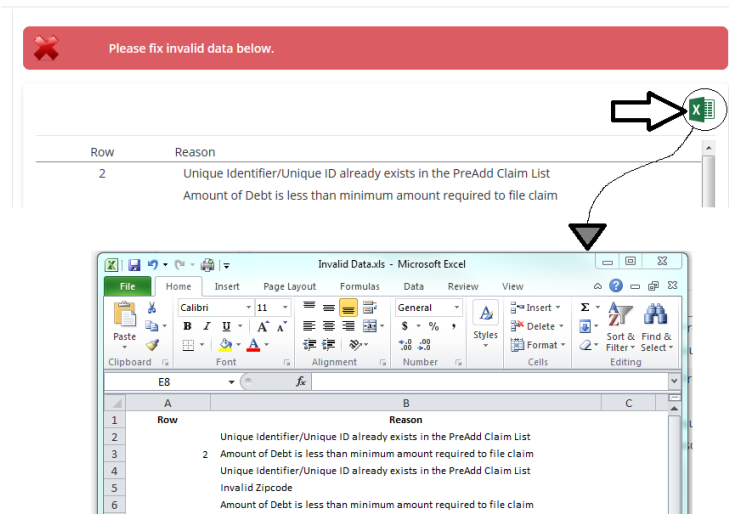 Please fix invalid data below.
Row Reason
2 Unique Identifier/Unique ID already exists in the PreAdd Claim List
Amount of Debt is less than minimum amount required to file claim
Invalid Data.xls - Microsoft Excel
File Home Insert Page Layout Formulas Data Review View
Calibri 11 General Insert
B I U A A $ % , Delete
Paste Styles Format Sort & Find &
Filter Select
Clipboard Font Alignment Number Cells Editing
E8 fx
A B C
1 Row Reason
2 Unique Identifier/Unique ID already exists in the PreAdd Claim List
3 2 Amount of Debt is less than minimum amount required to file claim
4 Unique Identifier/Unique ID already exists in the PreAdd Claim List
5 Invalid Zipcode
6 Amount of Debt is less than minimum amount required to file claim